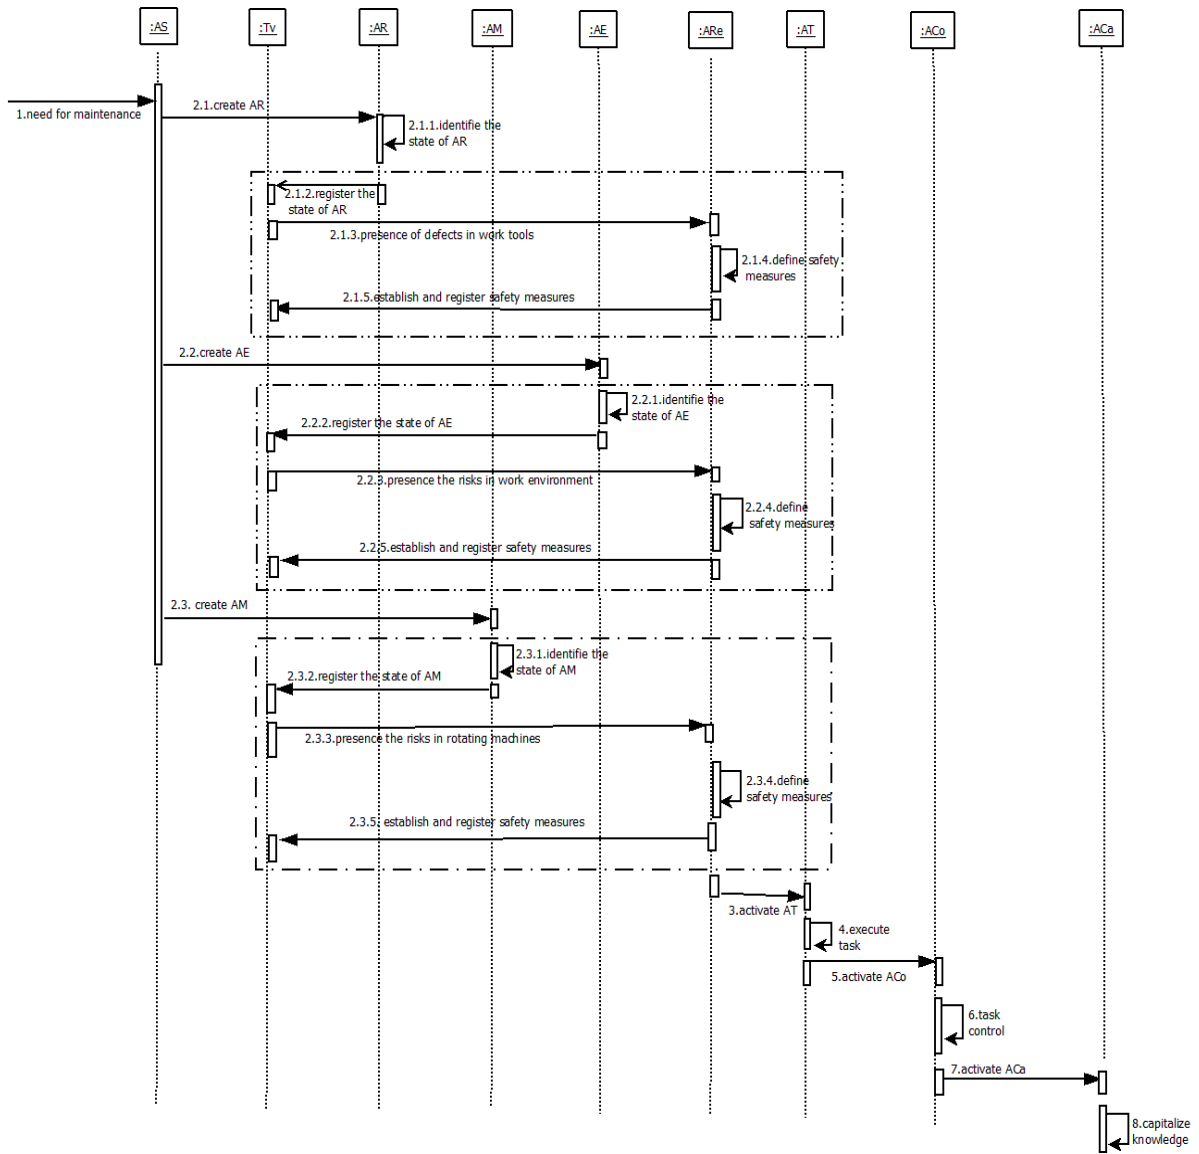 :AS
:Tv
:AR
:AM
:AE
:ARe
:AT
:ACo
:ACa
1.need for maintenance
2.1.create AR
2.1.1.identifie the
state of AR
2.1.2.register the
state of AR
2.1.3.presence of defects in work tools
2.1.4.define safety
measures
2.1.5.establish and register safety measures
2.2.create AE
2.2.1.identifie the
state of AE
2.2.2.register the state of AE
2.2.3.presence the risks in work environment
2.2.4.define
safety measures
2.2.5.establish and register safety measures
2.3. create AM
2.3.1.identifie the
state of AM
2.3.2.register the state of AM
2.3.3.presence the risks in rotating machines
2.3.4.define
safety measures
2.3.5. establish and register safety measures
3.activate AT
4.execute
task
5.activate ACo
6.task
control
7.activate ACa
8.capitalize
knowledge